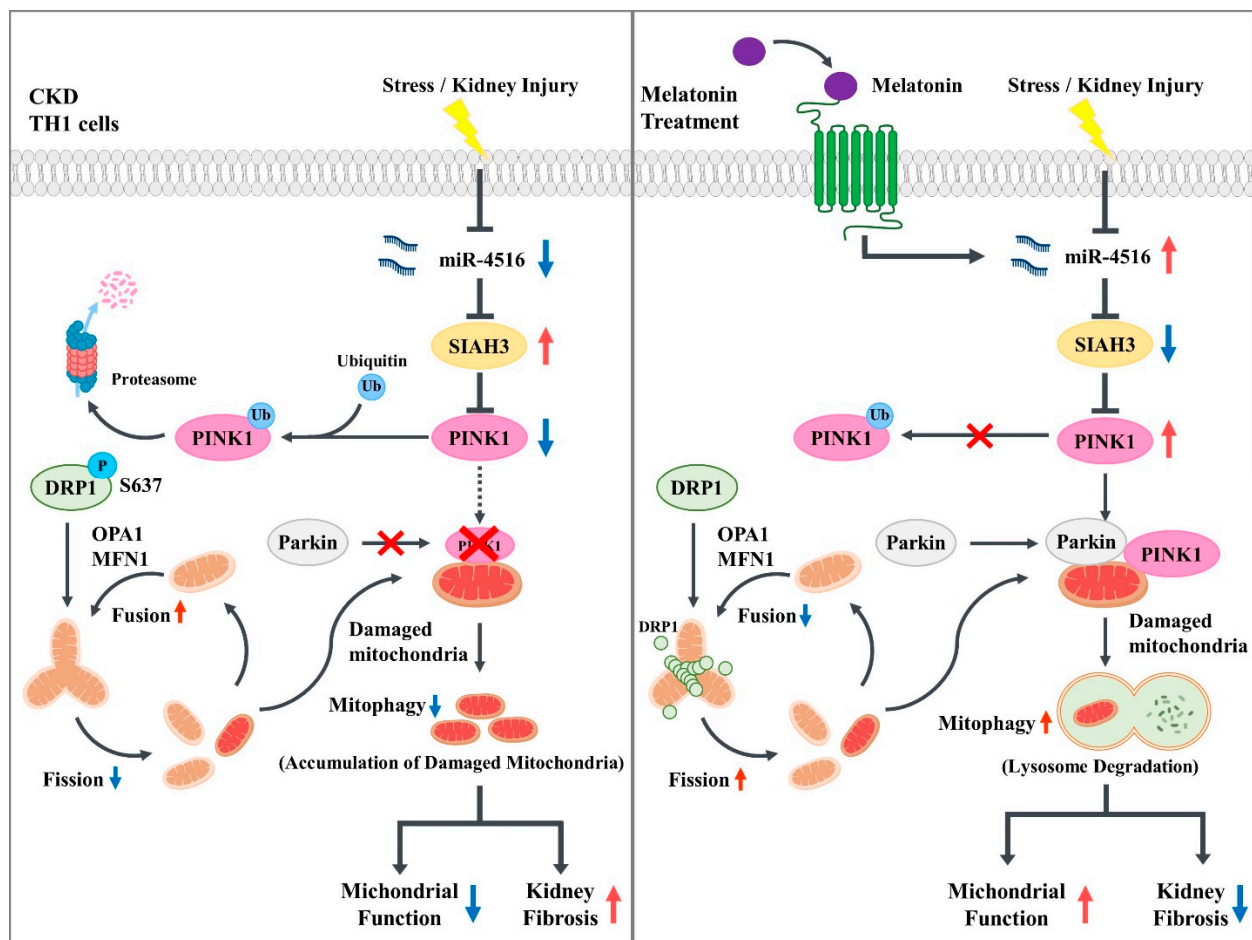 CKD
TH1 cells
Stress / Kidney Injury
miR-4516
SIAH3
Ubiquitin
Ub
Proteasome
Ub
PINK1
PINK1
P
DRP1
S637
OPA1
MFN1
Parkin
PINK1
Fusion
Damaged
mitochondria
Mitophagy
Fission
(Accumulation of Damaged Mitochondria)
Michondrial
Function
Kidney
Fibrosis
Melatonin
Treatment
Melatonin
Stress / Kidney Injury
miR-4516
SIAH3
Ub
PINK1
PINK1
DRP1
OPA1
MFN1
Parkin
Parkin
PINK1
Fusion
DRP1
Damaged
mitochondria
Mitophagy
Fission
(Lysosome Degradation)
Michondrial
Function
Kidney
Fibrosis